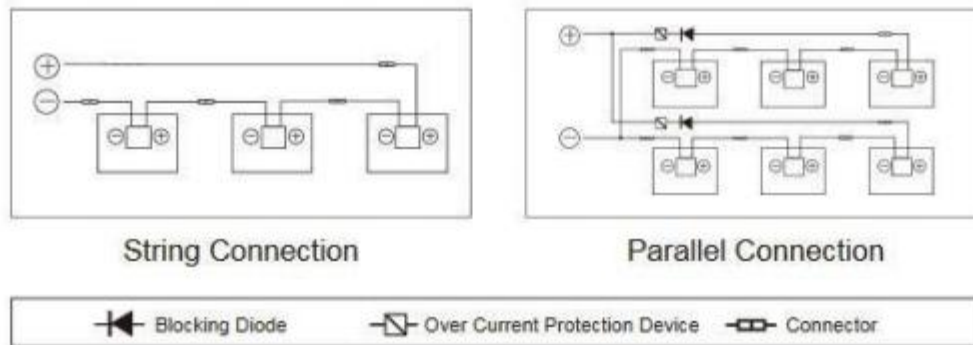 String Connection
Parallel Connection
Blocking Diode
Over Current Protection Device
Connector